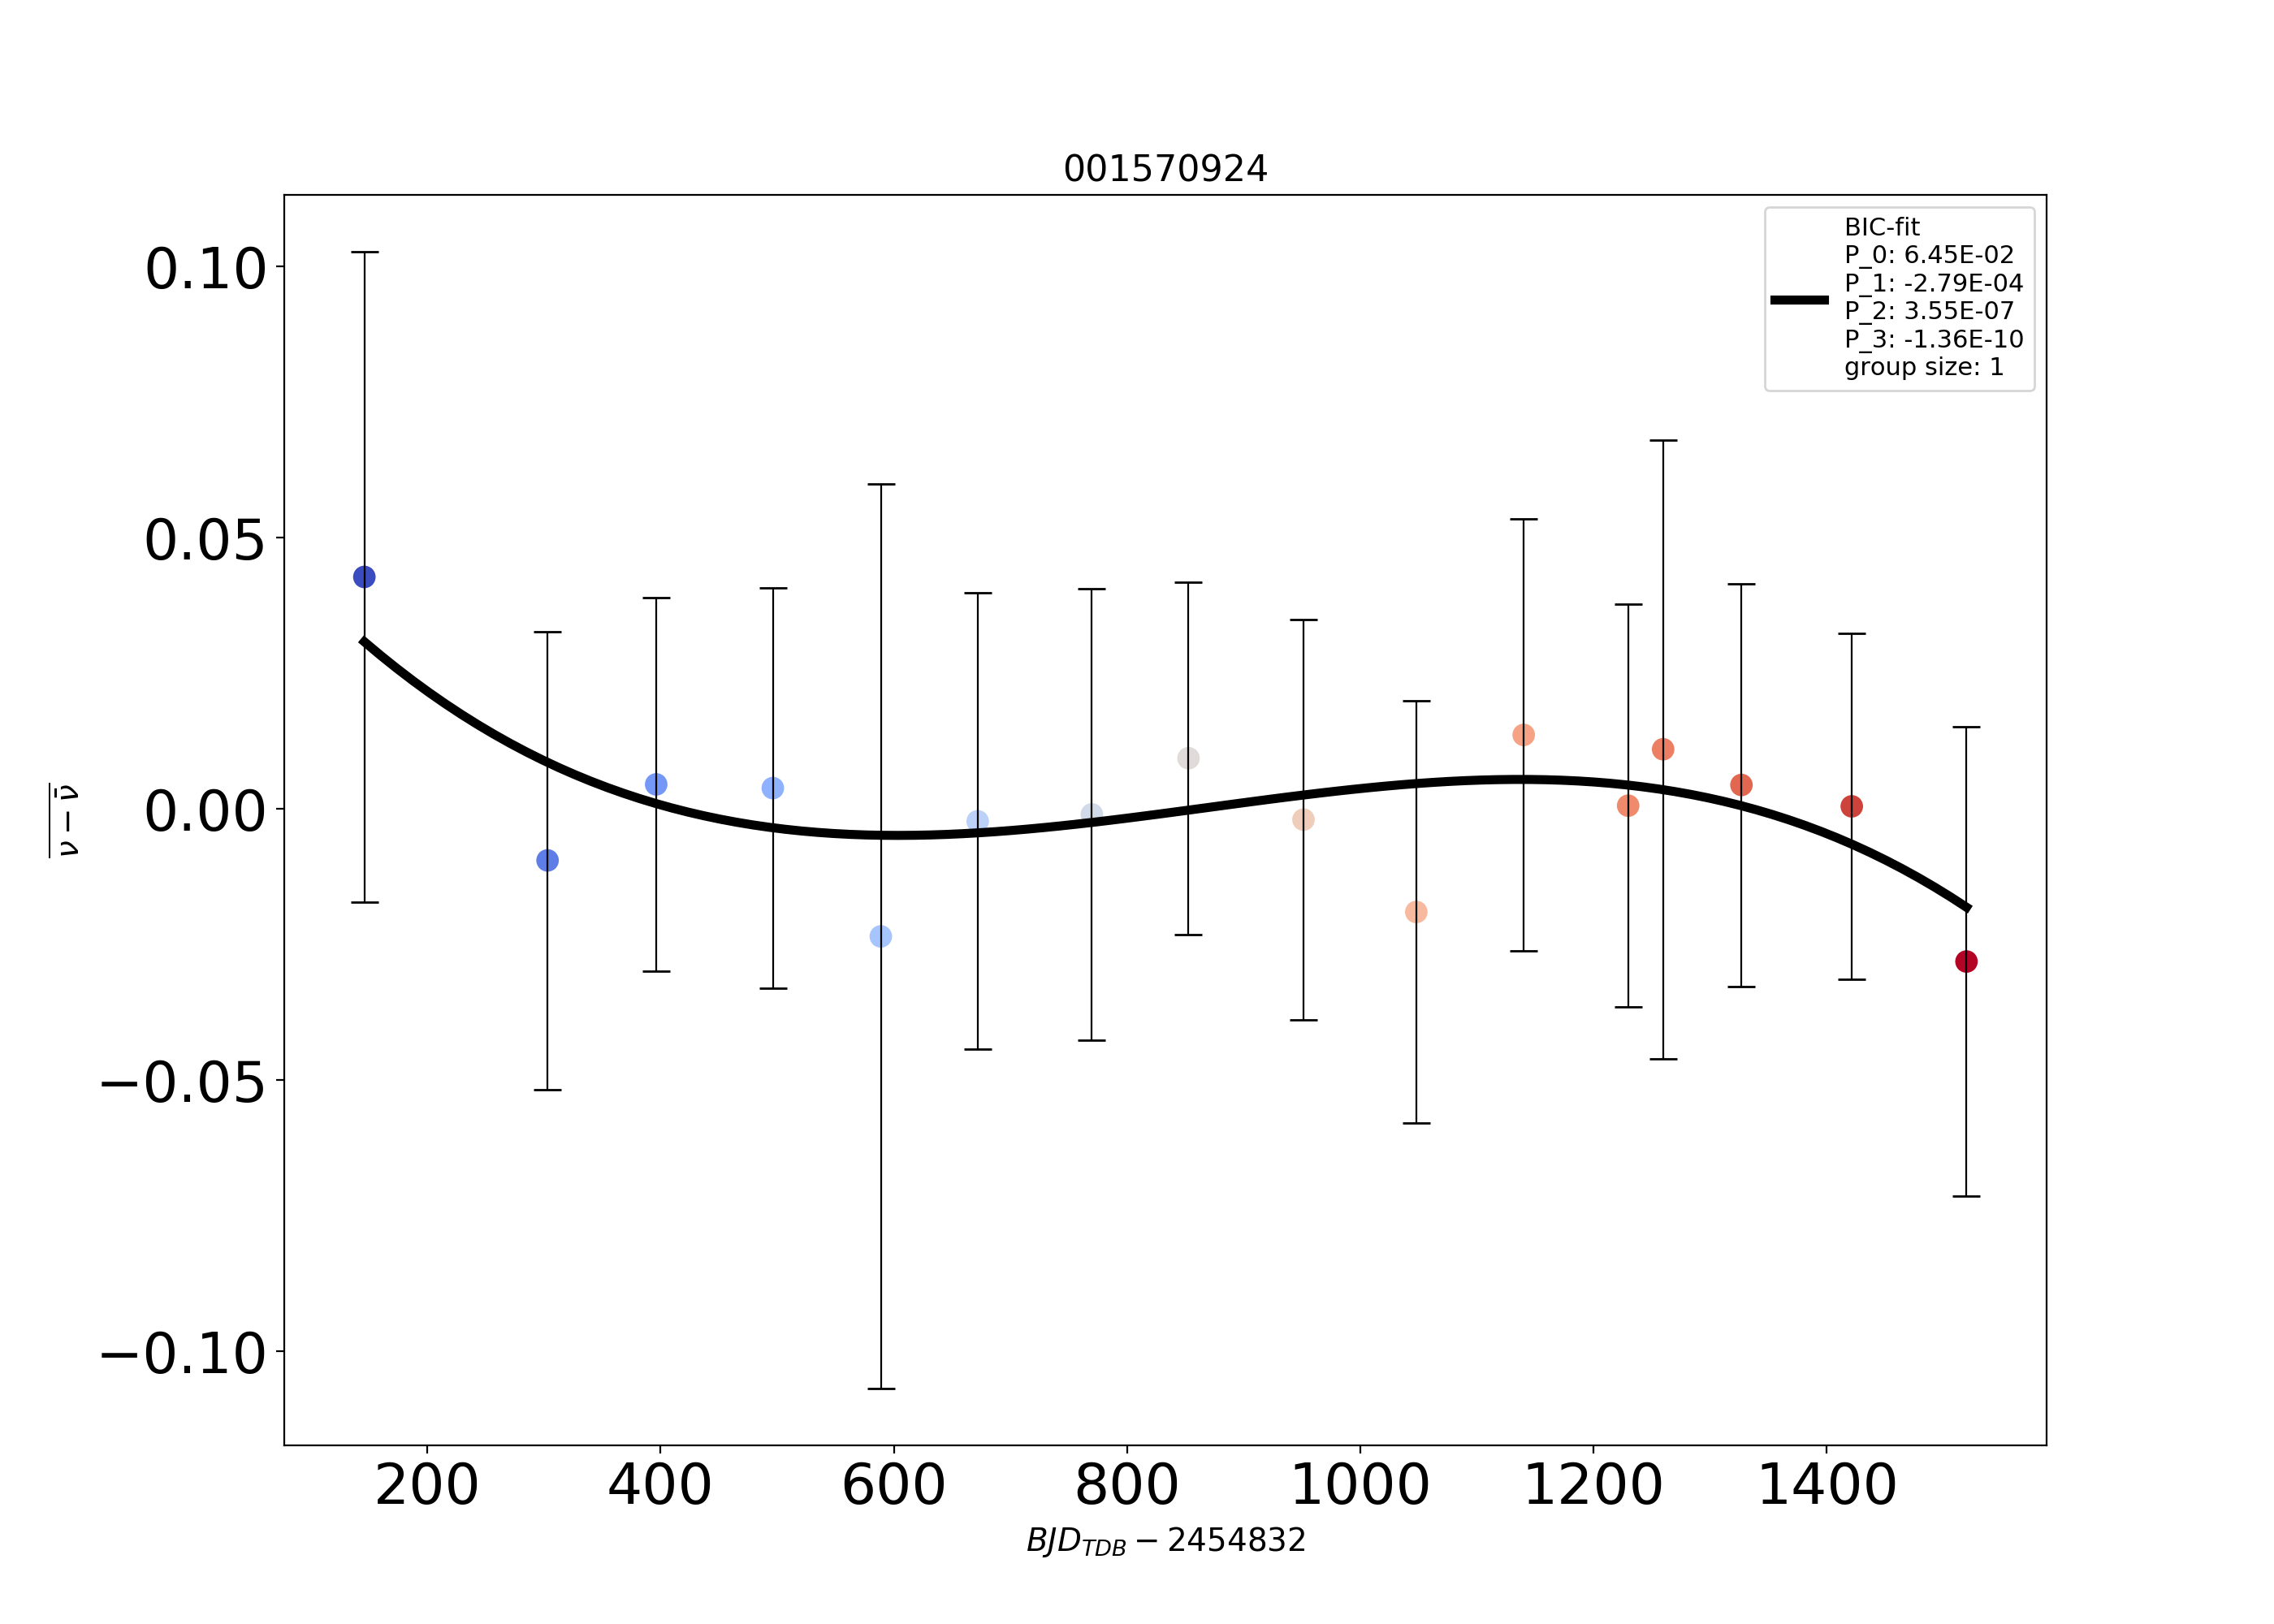 001570924
BIC-fit
P_0: 6.45E-02
P_1: -2.79E-04
P_2: 3.55E-07
P_3: -1.36E-10
group size: 1
0.10
0.05
0.00
−0.05
−0.10
ν − ν̄
200 400 600 800 1000 1200 1400
BJD_TDB − 2454832